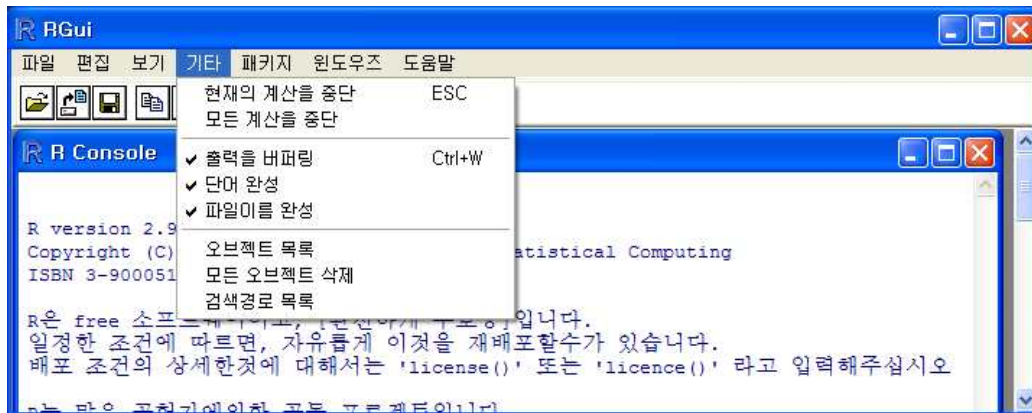 RGui
파일 편집 보기 기타 패키지 윈도우즈 도움말
현재의 계산을 중단 ESC
모든 계산을 중단
R Console
출력을 버퍼링 Ctrl+W
단어 완성
파일이름 완성
오브젝트 목록
모든 오브젝트 삭제
검색경로 목록
R version 2.9
Copyright (C) atistical Computing
ISBN 3-900051
R은 free 입니다.
일정한 조건에 따르면, 자유롭게 이것을 재배포할수가 있습니다.
배포 조건의 상세한것에 대해서는 'license()' 또는 'licence()' 라고 입력해주십시오